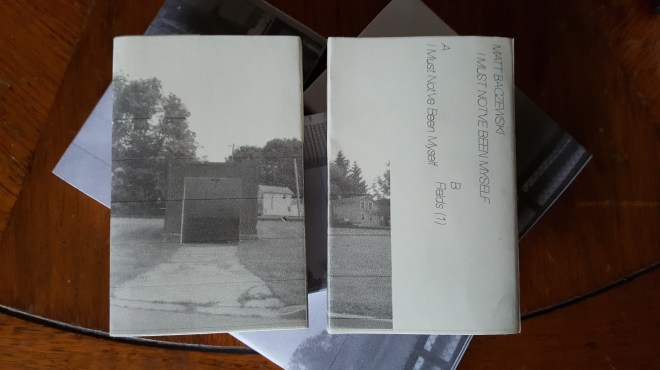 MATT BACZEWSKI
I MUST NOT'VE BEEN MYSELF
A
I Must Not've Been Myself
B
Fields (1)